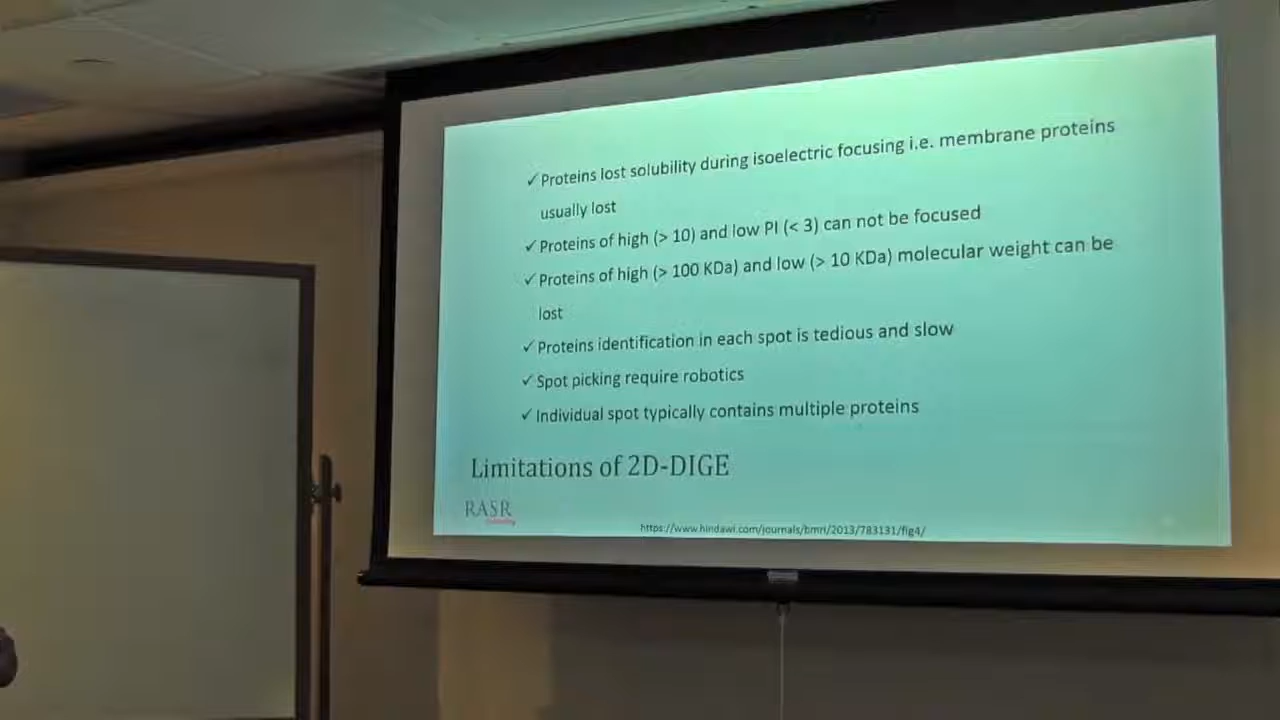 ✓Proteins lost solubility during isoelectric focusing i.e. membrane proteins
usually lost
✓Proteins of high (> 10) and low PI (< 3) can not be focused
✓Proteins of high (> 100 KDa) and low (> 10 KDa) molecular weight can be
lost
✓Proteins identification in each spot is tedious and slow
✓Spot picking require robotics
✓Individual spot typically contains multiple proteins
Limitations of 2D-DIGE
RASR
https://www.hindawi.com/journals/bmri/2013/783131/fig4/